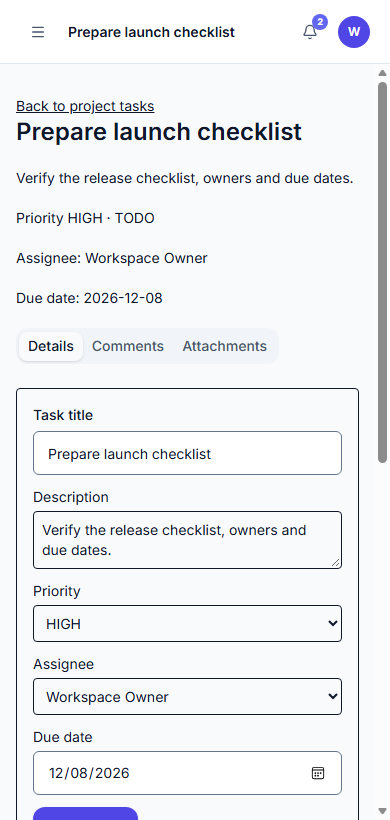 Prepare launch checklist
2
W
Back to project tasks
Prepare launch checklist
Verify the release checklist, owners and due dates.
Priority HIGH · TODO
Assignee: Workspace Owner
Due date: 2026-12-08
Details Comments Attachments
Task title
Prepare launch checklist
Description
Verify the release checklist, owners and
due dates.
Priority
HIGH
Assignee
Workspace Owner
Due date
12/08/2026